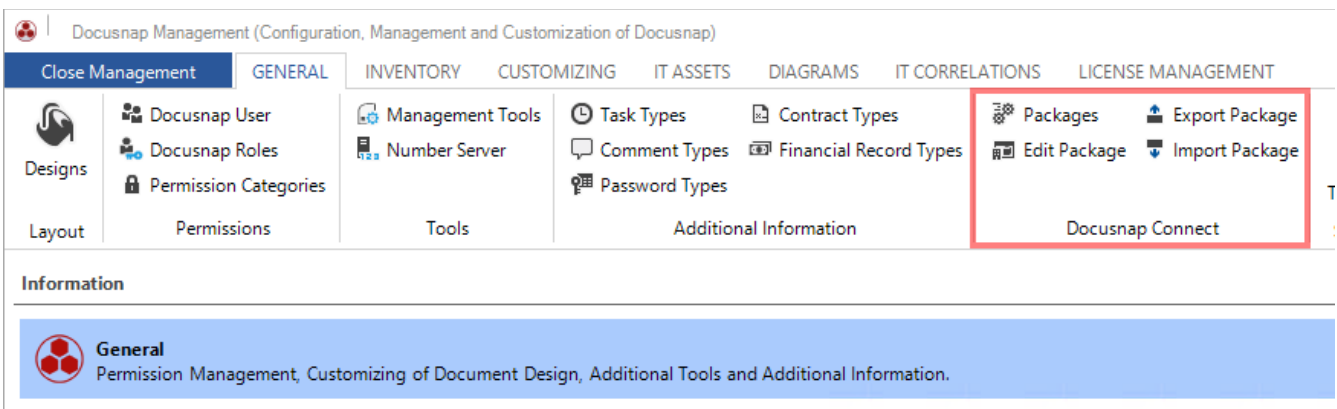 Docusnap Management (Configuration, Management and Customization of Docusnap)
Close Management GENERAL INVENTORY CUSTOMIZING IT ASSETS DIAGRAMS IT CORRELATIONS LICENSE MANAGEMENT
Designs
Layout
Docusnap User
Docusnap Roles
Permission Categories
Permissions
Management Tools
Number Server
Tools
Task Types
Comment Types
Password Types
Contract Types
Financial Record Types
Additional Information
Packages
Edit Package
Export Package
Import Package
Docusnap Connect
Information
General
Permission Management, Customizing of Document Design, Additional Tools and Additional Information.